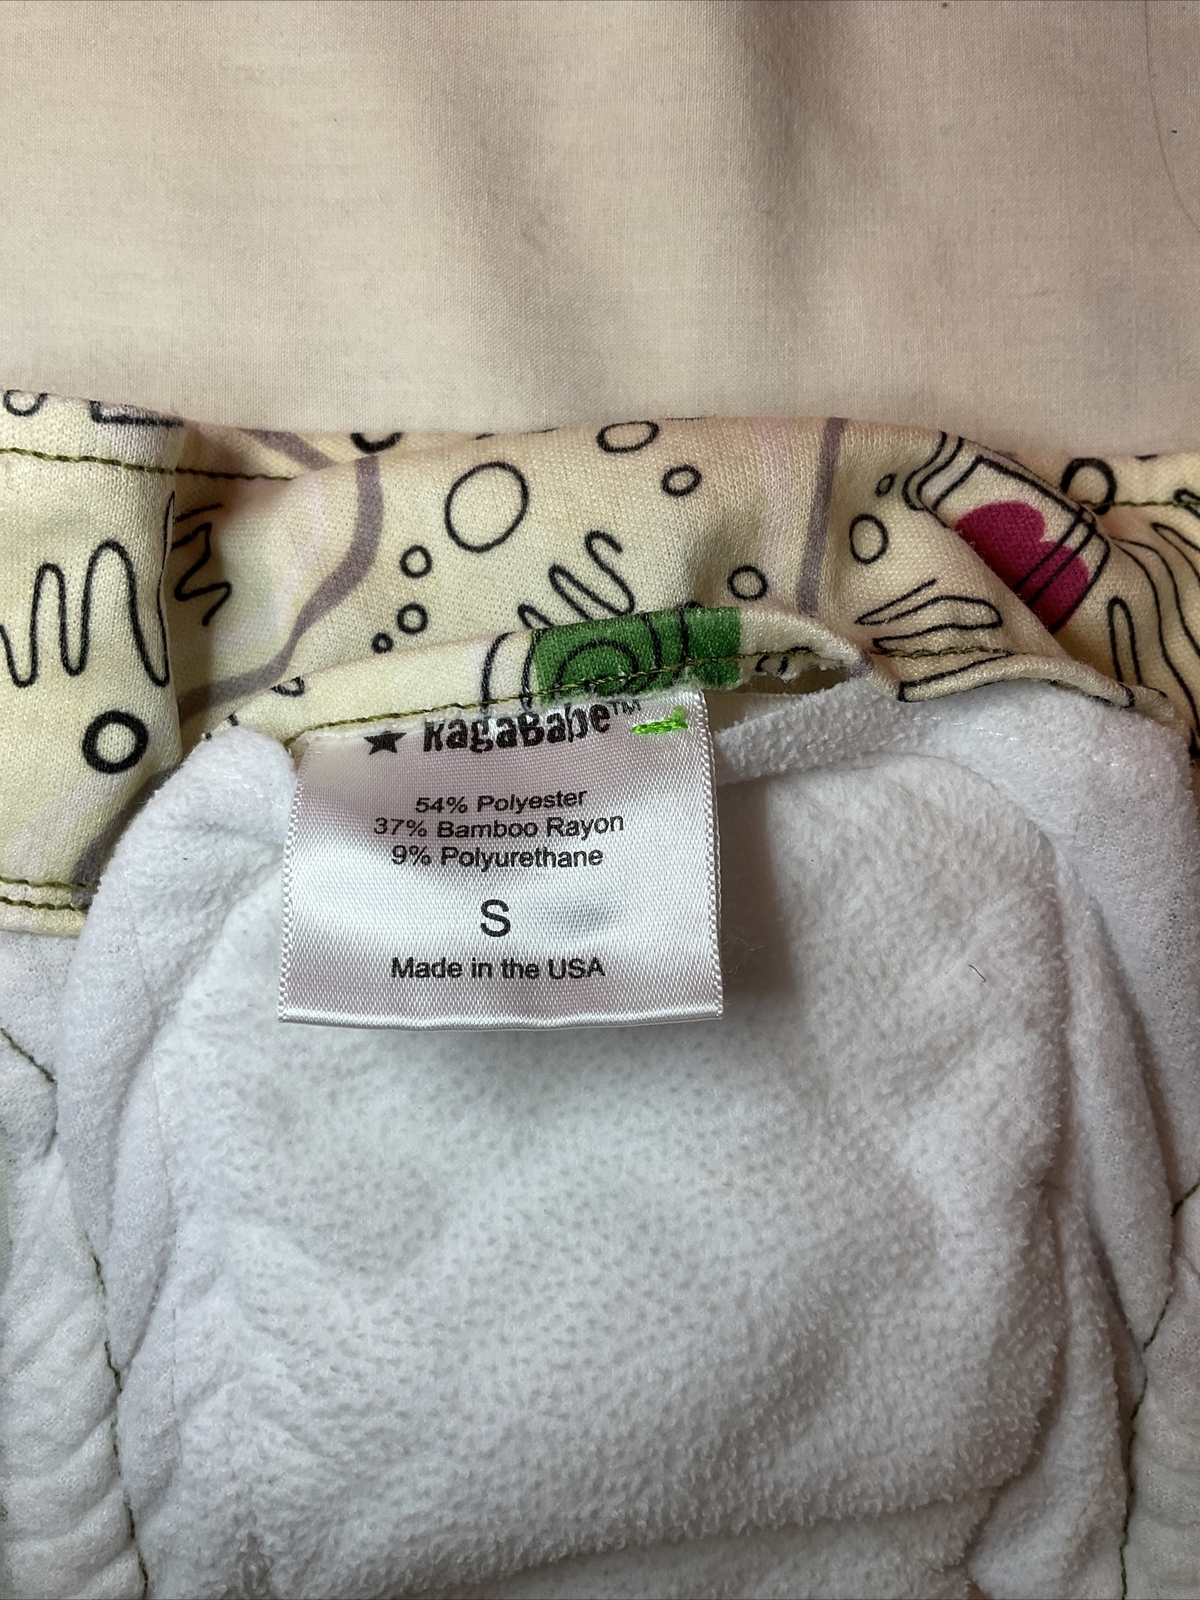 ★ RagaBabe™
54% Polyester
37% Bamboo Rayon
9% Polyurethane
S
Made in the USA